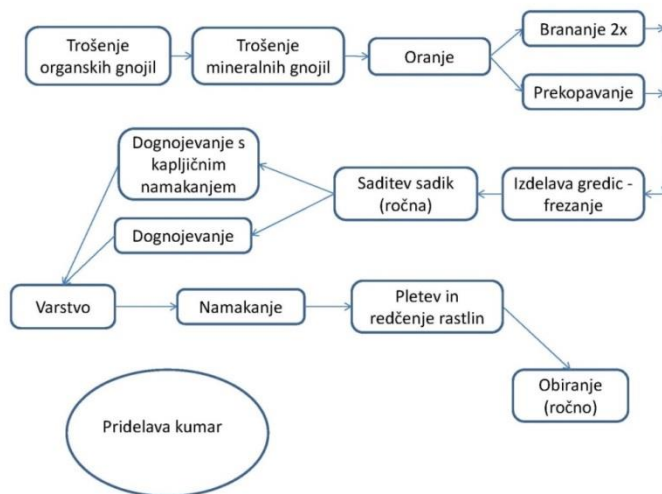 Trošenje
organskih gnojil
Trošenje
mineralnih gnojil
Oranje
Brananje 2x
Prekopavanje
Izdelava gredic -
frezanje
Saditev sadik
(ročna)
Dognojevanje s
kapljičnim
namakanjem
Dognojevanje
Varstvo
Namakanje
Pletev in
redčenje rastlin
Obiranje
(ročno)
Pridelava kumar